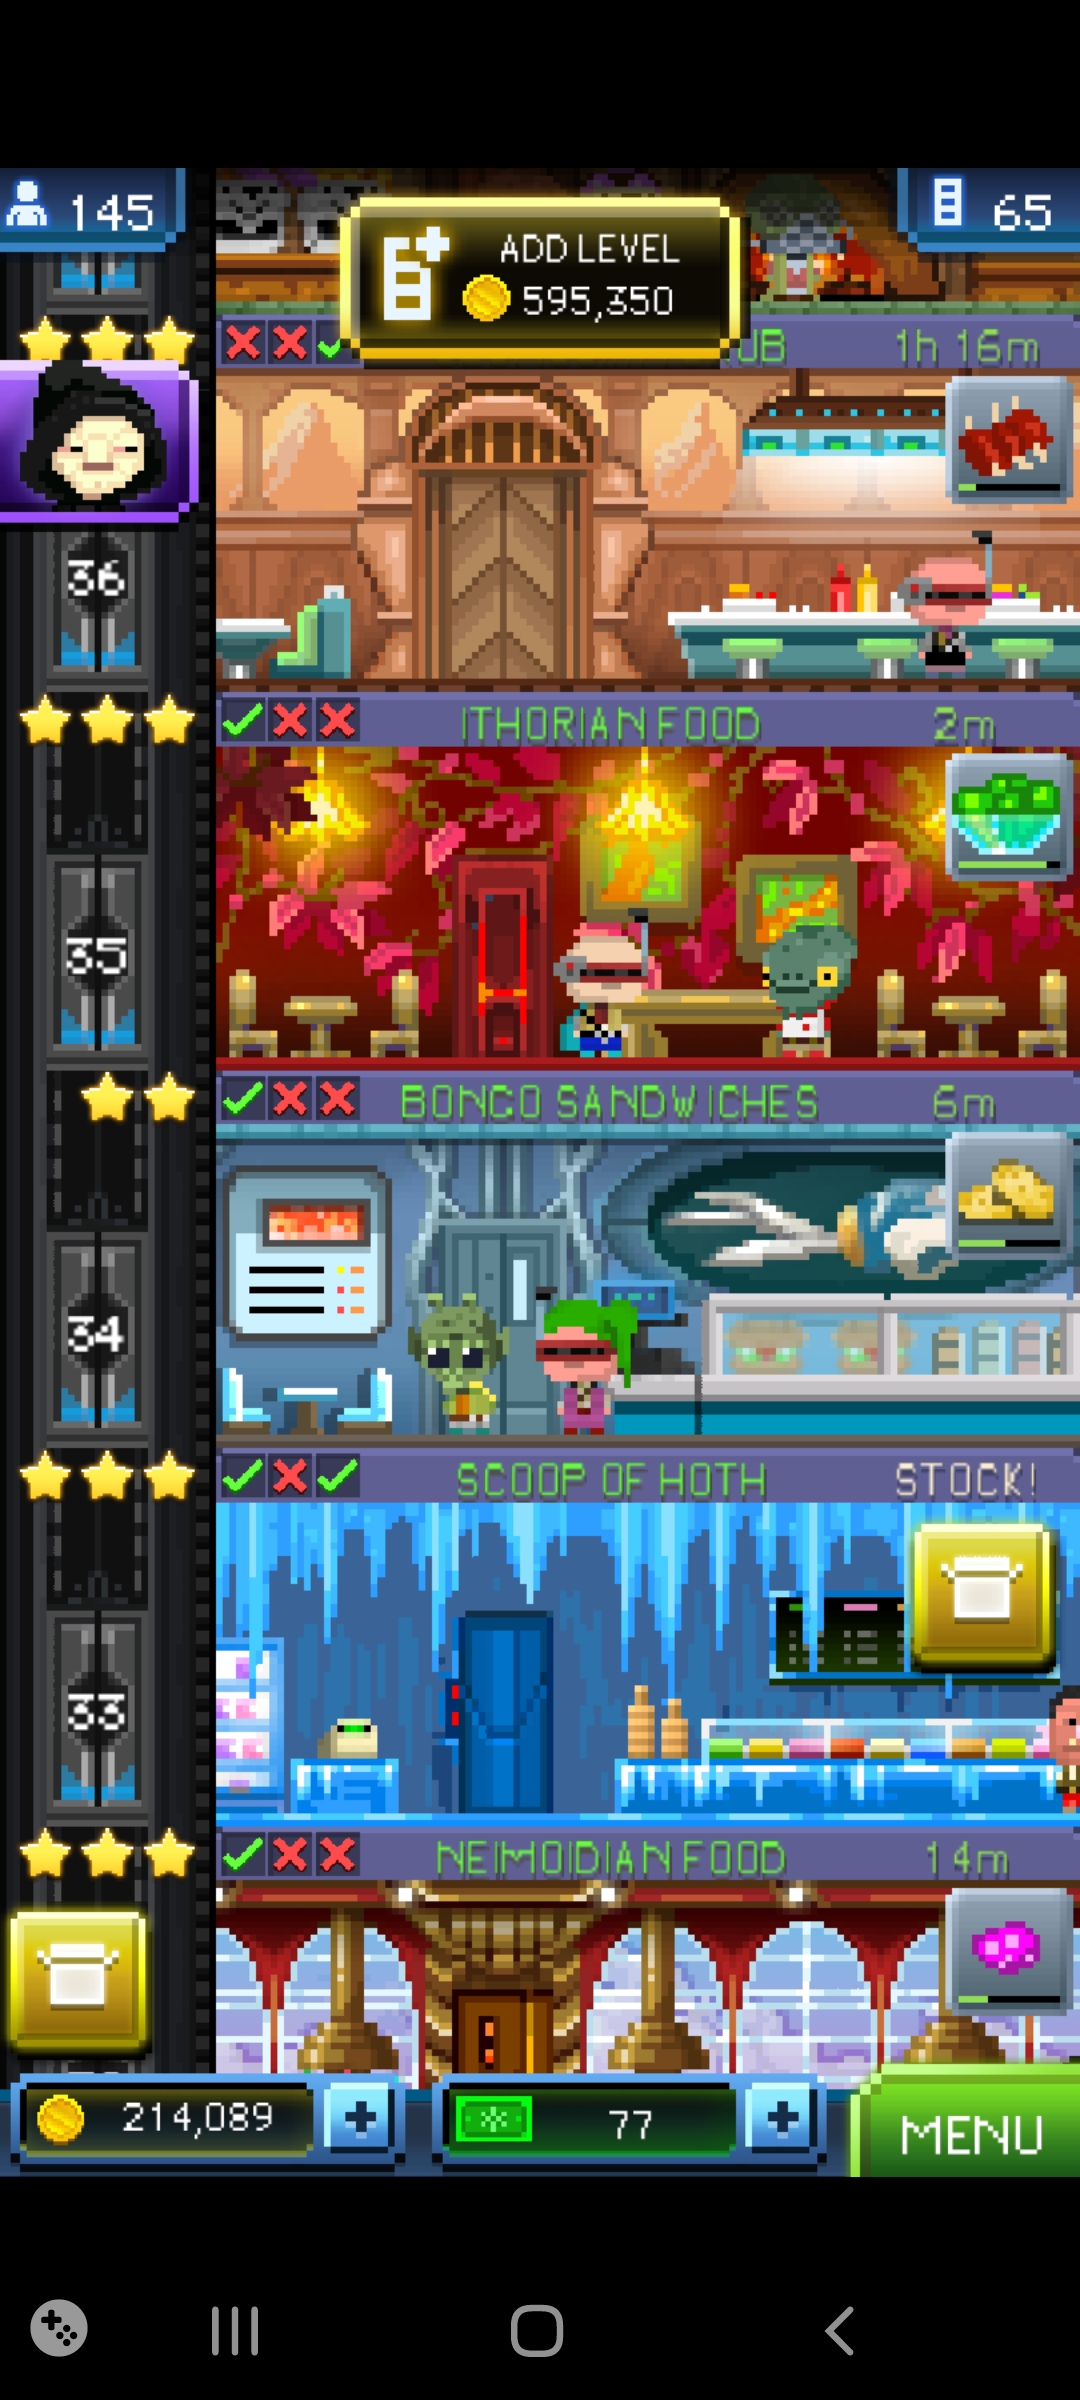 145
ADD LEVEL
595,350
65
UB
1h 16m
36
ITHORIAN FOOD
2m
35
BONGO SANDWICHES
6m
34
SCOOP OF HOTH
STOCK!
33
NEIMOIDIAN FOOD
14m
214,089
77
MENU